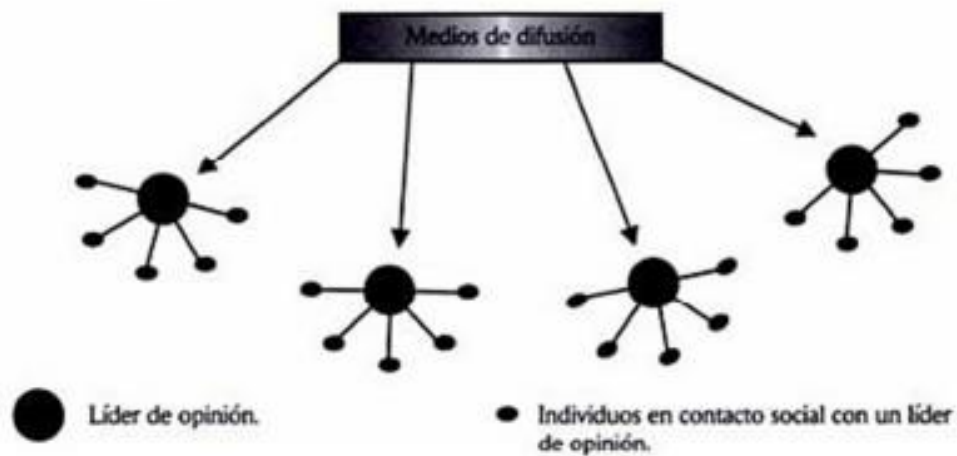 Medios de difusión
Líder de opinión.
Individuos en contacto social con un líder
de opinión.